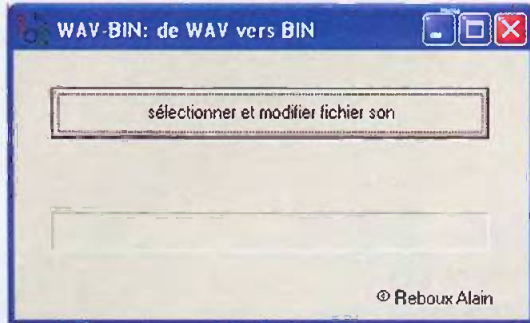 WAV-BIN: de WAV vers BIN
sélectionner et modifier fichier son
© Reboux Alain